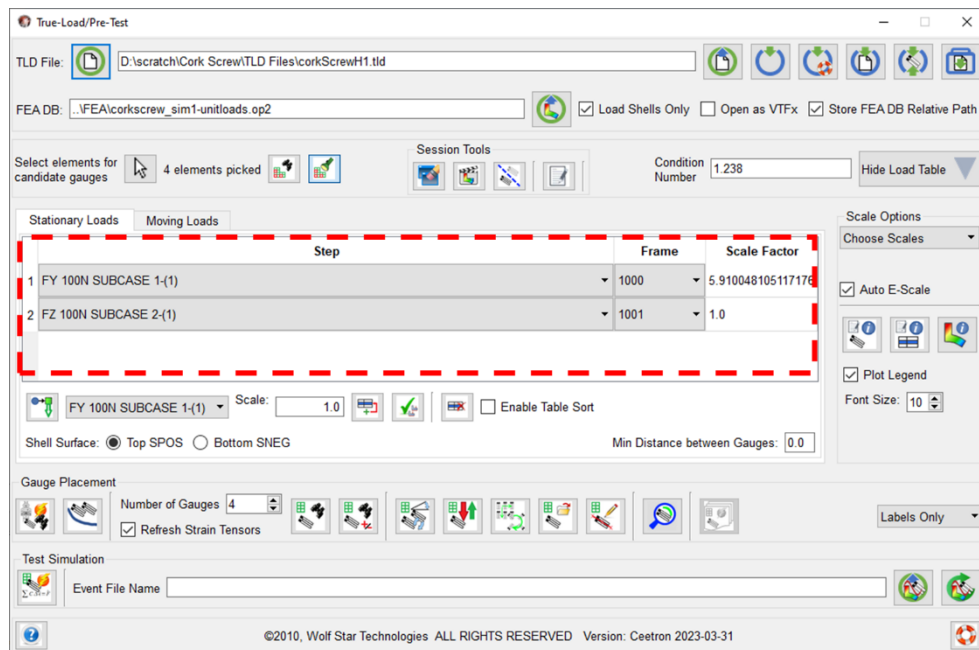 True-Load/Pre-Test
TLD File: D:\scratch\Cork Screw\TLD Files\corkScrewH1.tld
FEA DB: ..\FEA\corkscrew_sim1-unitloads.op2 Load Shells Only Open as VTFx Store FEA DB Relative Path
Select elements for
candidate gauges
4 elements picked
Session Tools
Condition
Number
1.238
Hide Load Table
Stationary Loads Moving Loads
Step Frame Scale Factor
1 FY 100N SUBCASE 1-(1) 1000 5.910048105117176
2 FZ 100N SUBCASE 2-(1) 1001 1.0
FY 100N SUBCASE 1-(1) Scale: 1.0 Enable Table Sort
Shell Surface: Top SPOS Bottom SNEG Min Distance between Gauges: 0.0
Scale Options
Choose Scales
Auto E-Scale
Plot Legend
Font Size: 10
Gauge Placement
Number of Gauges 4
Refresh Strain Tensors
Labels Only
Test Simulation
Event File Name
©2010, Wolf Star Technologies ALL RIGHTS RESERVED Version: Ceetron 2023-03-31